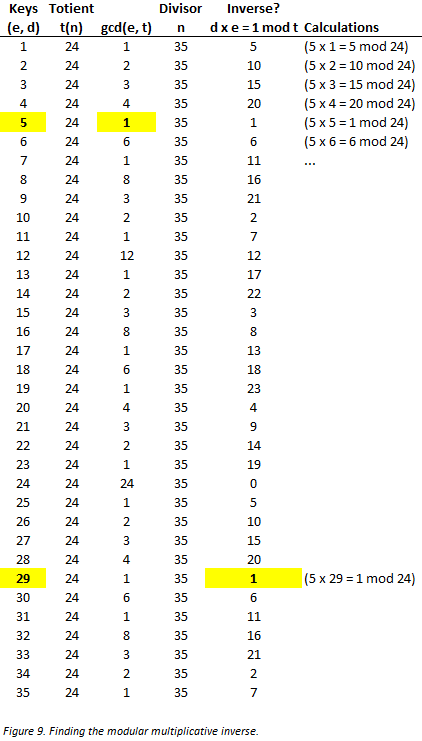 Keys Totient Divisor Inverse?
(e, d) t(n) gcd(e, t) n d x e = 1 mod t Calculations
1 24 1 35 5 (5 x 1 = 5 mod 24)
2 24 2 35 10 (5 x 2 = 10 mod 24)
3 24 3 35 15 (5 x 3 = 15 mod 24)
4 24 4 35 20 (5 x 4 = 20 mod 24)
5 24 1 35 1 (5 x 5 = 1 mod 24)
6 24 6 35 6 (5 x 6 = 6 mod 24)
7 24 1 35 11 ...
8 24 8 35 16
9 24 3 35 21
10 24 2 35 2
11 24 1 35 7
12 24 12 35 12
13 24 1 35 17
14 24 2 35 22
15 24 3 35 3
16 24 8 35 8
17 24 1 35 13
18 24 6 35 18
19 24 1 35 23
20 24 4 35 4
21 24 3 35 9
22 24 2 35 14
23 24 1 35 19
24 24 24 35 0
25 24 1 35 5
26 24 2 35 10
27 24 3 35 15
28 24 4 35 20
29 24 1 35 1 (5 x 29 = 1 mod 24)
30 24 6 35 6
31 24 1 35 11
32 24 8 35 16
33 24 3 35 21
34 24 2 35 2
35 24 1 35 7
Figure 9. Finding the modular multiplicative inverse.